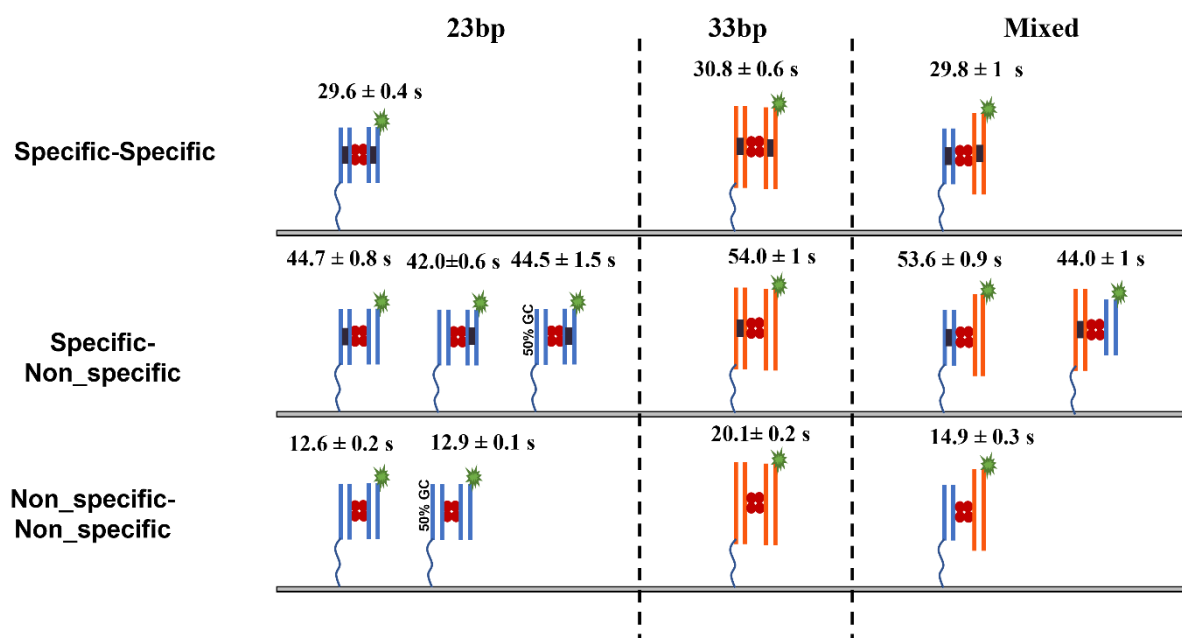 23bp
33bp
Mixed
29.6 ± 0.4 s
30.8 ± 0.6 s
29.8 ± 1 s
Specific-Specific
44.7 ± 0.8 s
42.0±0.6 s
44.5 ± 1.5 s
54.0 ± 1 s
53.6 ± 0.9 s
44.0 ± 1 s
50% GC
Specific-
Non_specific
12.6 ± 0.2 s
12.9 ± 0.1 s
20.1± 0.2 s
14.9 ± 0.3 s
50% GC
Non_specific-
Non_specific